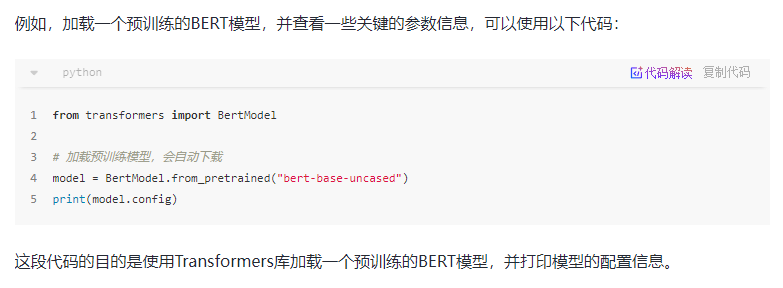 例如，加载一个预训练的BERT模型，并查看一些关键的参数信息，可以使用以下代码：
python 代码解读 复制代码
1 from transformers import BertModel
2
3 # 加载预训练模型，会自动下载
4 model = BertModel.from_pretrained("bert-base-uncased")
5 print(model.config)
这段代码的目的是使用Transformers库加载一个预训练的BERT模型，并打印模型的配置信息。